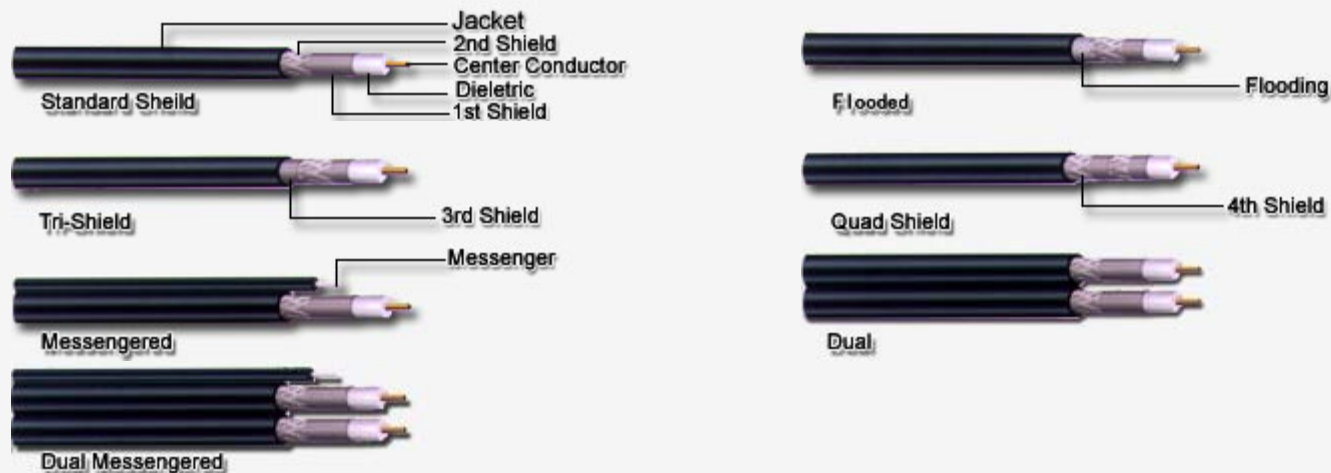 Jacket
2nd Shield
Center Conductor
Dieletric
1st Shield
Standard Sheild
Flooding
Flooded
3rd Shield
Tri-Shield
4th Shield
Quad Shield
Messenger
Messengered
Dual
Dual Messengered